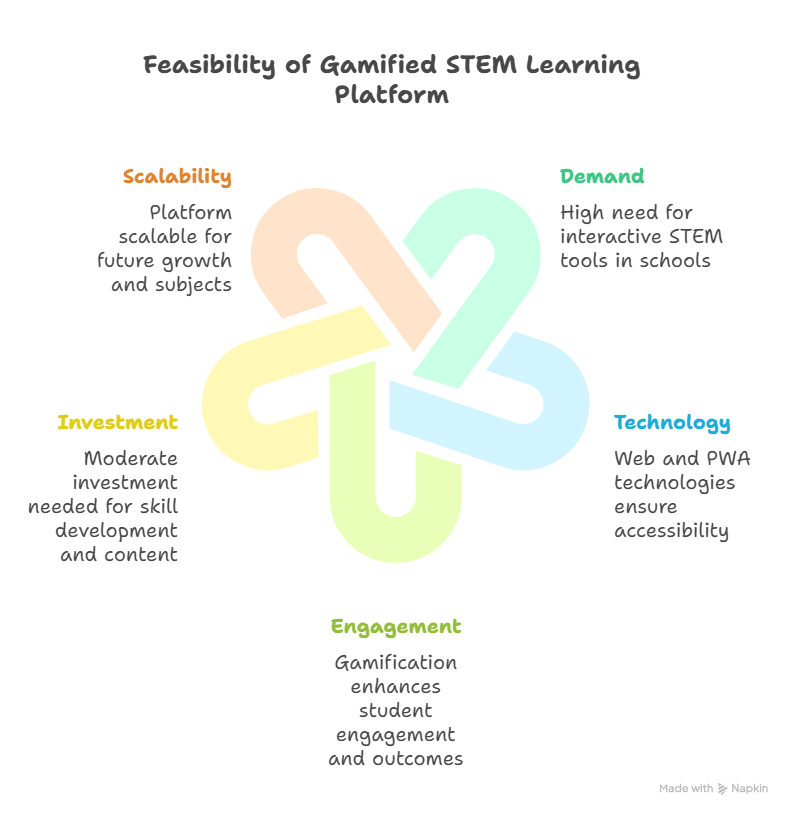 Feasibility of Gamified STEM Learning
Platform
Scalability
Platform
scalable for
future growth
and subjects
Demand
High need for
interactive STEM
tools in schools
Investment
Moderate
investment
needed for skill
development
and content
Technology
Web and PWA
technologies
ensure
accessibility
Engagement
Gamification
enhances
student
engagement
and outcomes
Made with Napkin